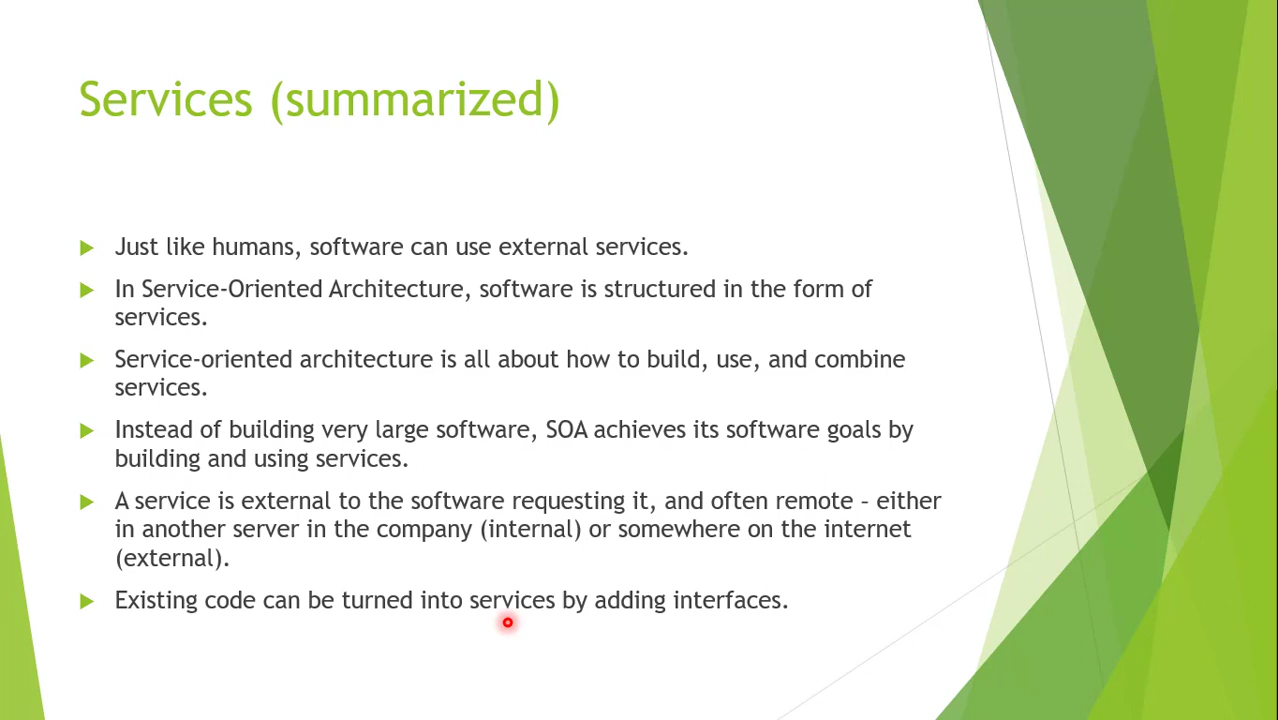 Services (summarized)
Just like humans, software can use external services.
In Service-Oriented Architecture, software is structured in the form of
services.
Service-oriented architecture is all about how to build, use, and combine
services.
Instead of building very large software, SOA achieves its software goals by
building and using services.
A service is external to the software requesting it, and often remote – either
in another server in the company (internal) or somewhere on the internet
(external).
Existing code can be turned into services by adding interfaces.